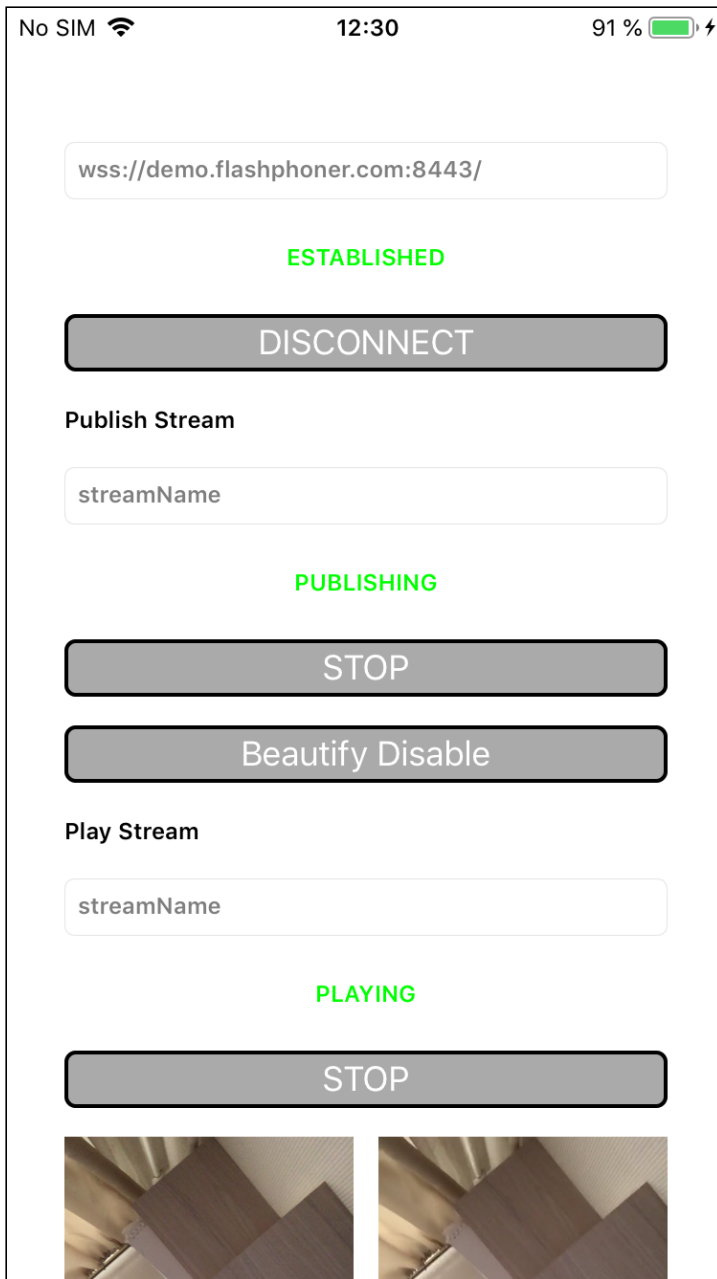 No SIM 12:30 91 %
wss://demo.flashphoner.com:8443/
ESTABLISHED
DISCONNECT
Publish Stream
streamName
PUBLISHING
STOP
Beautify Disable
Play Stream
streamName
PLAYING
STOP